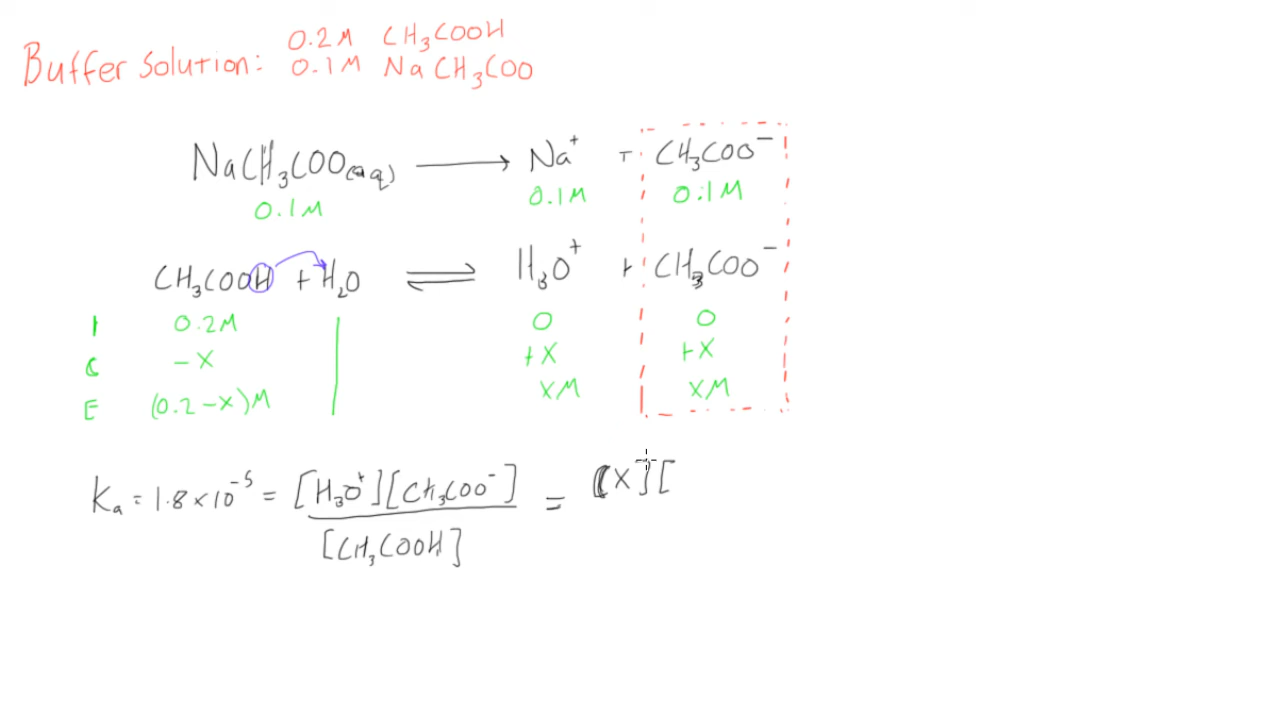 Buffer solution: 0.2M CH₃COOH
0.1M NaCH₃COO
NaCH₃COO(aq) ⟶ Na⁺ + CH₃COO⁻
0.1M 0.1M 0.1M
CH₃COOH + H₂O ⇌ H₃O⁺ + CH₃COO⁻
I 0.2M 0 0
C -X +X +X
E (0.2-X)M XM XM
Ka = 1.8×10⁻⁵ = [H₃O⁺][CH₃COO⁻] = [X][
[CH₃COOH]